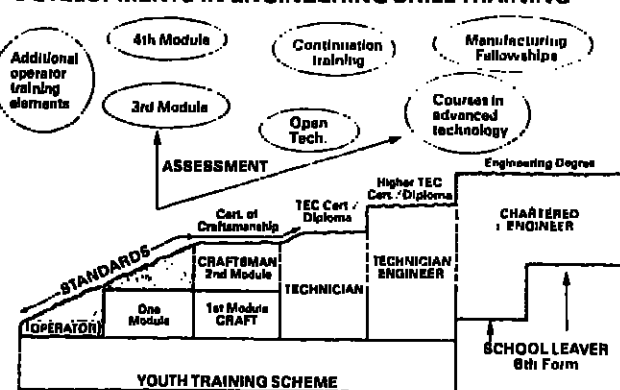 DEVELOPMENTS IN ENGINEERING SKILL TRAINING
Additional
operator
training
elements
4th Module
3rd Module
Continuation
training
Open
Tech.
Manufacturing
Fellowships
Courses in
advanced
technology
ASSESSMENT
STANDARDS
Cert. of
Craftsmanship
TEC Cert /
Diploma
Higher TEC
Cert. / Diploma
Engineering Degree
OPERATOR
One
Module
CRAFTSMAN
2nd Module
1st Module
CRAFT
TECHNICIAN
TECHNICIAN
ENGINEER
CHARTERED
ENGINEER
SCHOOL LEAVER
6th Form
YOUTH TRAINING SCHEME